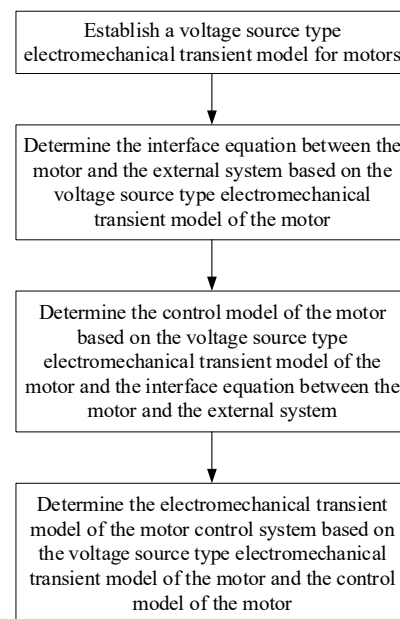 Establish a voltage source type
electromechanical transient model for motors
Determine the interface equation between the
motor and the external system based on the
voltage source type electromechanical
transient model of the motor
Determine the control model of the motor
based on the voltage source type
electromechanical transient model of the
motor and the interface equation between the
motor and the external system
Determine the electromechanical transient
model of the motor control system based on
the voltage source type electromechanical
transient model of the motor and the control
model of the motor